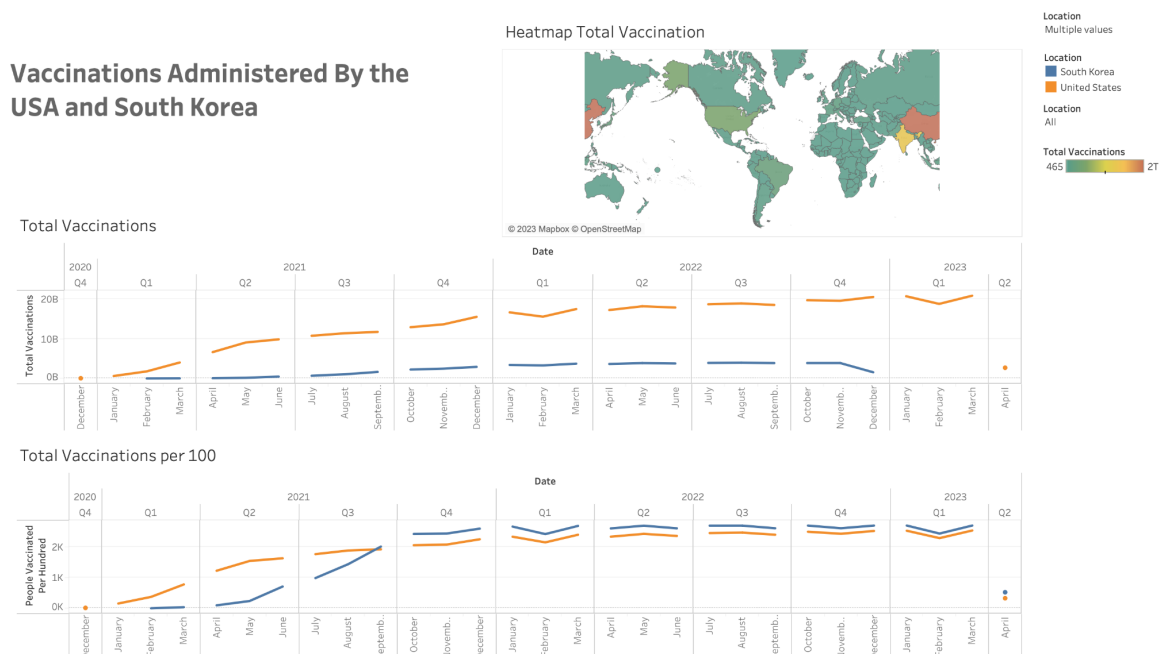 Vaccinations Administered By the
USA and South Korea
Heatmap Total Vaccination
© 2023 Mapbox © OpenStreetMap
Location
Multiple values
Location
South Korea
United States
Location
All
Total Vaccinations
465 2T
Total Vaccinations
Date
2020 2021 2022 2023
Q4 Q1 Q2 Q3 Q4 Q1 Q2 Q3 Q4 Q1 Q2
Total Vaccinations
20B
10B
0B
December January February March April May June July August Septemb.. October Novemb.. December January February March April May June July August Septemb.. October Novemb.. December January February March April
Total Vaccinations per 100
Date
2020 2021 2022 2023
Q4 Q1 Q2 Q3 Q4 Q1 Q2 Q3 Q4 Q1 Q2
People Vaccinated
Per Hundred
2K
1K
0K
December January February March April May June July August Septemb.. October Novemb.. December January February March April May June July August Septemb.. October Novemb.. December January February March April